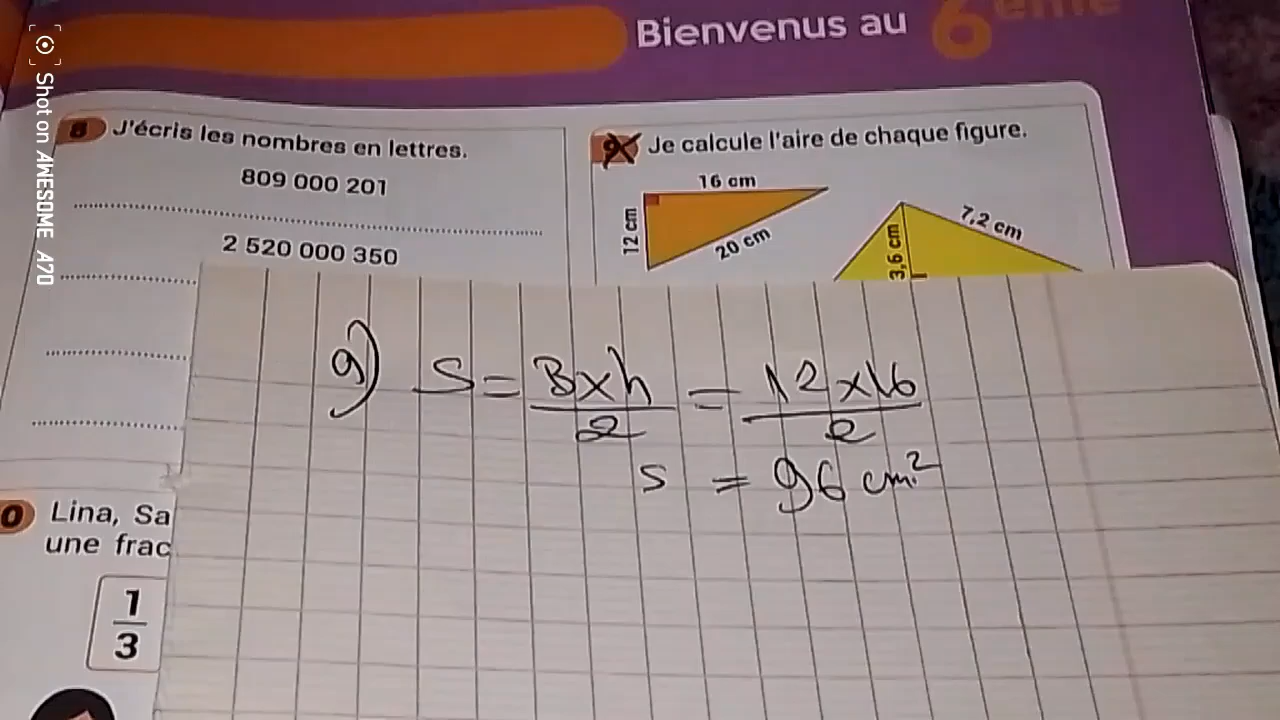 Bienvenus au 6ème
8 J'écris les nombres en lettres.
809 000 201
2 520 000 350
9 Je calcule l'aire de chaque figure.
16 cm
12 cm
20 cm
7,2 cm
3,6 cm
9) S = B x h / 2 = 12 x 16 / 2
S = 96 cm²
0 Lina, Sa
une frac
1
3
Shot on AWESOME A70